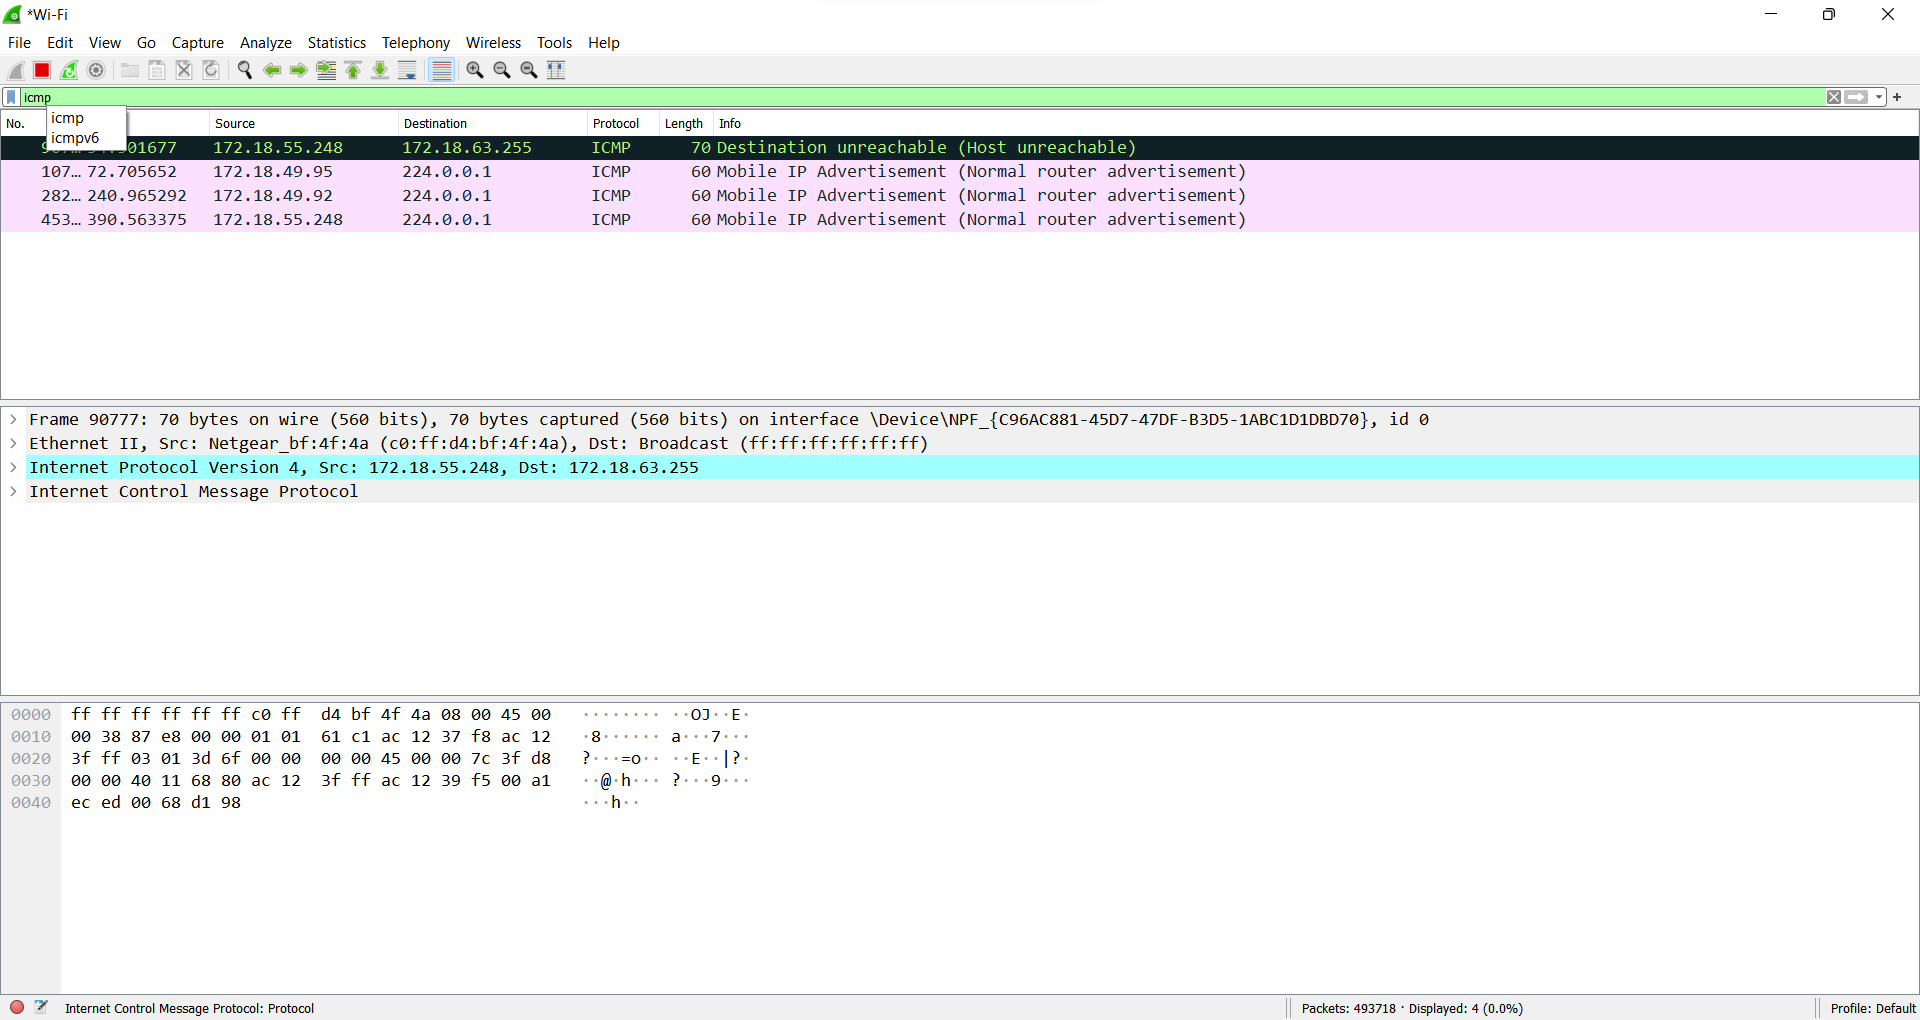 *Wi-Fi
File Edit View Go Capture Analyze Statistics Telephony Wireless Tools Help
icmp
icmp
icmpv6
No. Source Destination Protocol Length Info
01677 172.18.55.248 172.18.63.255 ICMP 70 Destination unreachable (Host unreachable)
107… 72.705652 172.18.49.95 224.0.0.1 ICMP 60 Mobile IP Advertisement (Normal router advertisement)
282… 240.965292 172.18.49.92 224.0.0.1 ICMP 60 Mobile IP Advertisement (Normal router advertisement)
453… 390.563375 172.18.55.248 224.0.0.1 ICMP 60 Mobile IP Advertisement (Normal router advertisement)
Frame 90777: 70 bytes on wire (560 bits), 70 bytes captured (560 bits) on interface \Device\NPF_{C96AC881-45D7-47DF-B3D5-1ABC1D1DBD70}, id 0
Ethernet II, Src: Netgear_bf:4f:4a (c0:ff:d4:bf:4f:4a), Dst: Broadcast (ff:ff:ff:ff:ff:ff)
Internet Protocol Version 4, Src: 172.18.55.248, Dst: 172.18.63.255
Internet Control Message Protocol
0000 ff ff ff ff ff ff c0 ff d4 bf 4f 4a 08 00 45 00 ········ ··OJ··E·
0010 00 38 87 e8 00 00 01 01 61 c1 ac 12 37 f8 ac 12 ·8······ a···7···
0020 3f ff 03 01 3d 6f 00 00 00 00 45 00 00 7c 3f d8 ?···=o·· ··E··|?·
0030 00 00 40 11 68 80 ac 12 3f ff ac 12 39 f5 00 a1 ··@·h··· ?···9···
0040 ec ed 00 68 d1 98 ···h··
Internet Control Message Protocol: Protocol Packets: 493718 · Displayed: 4 (0.0%) Profile: Default